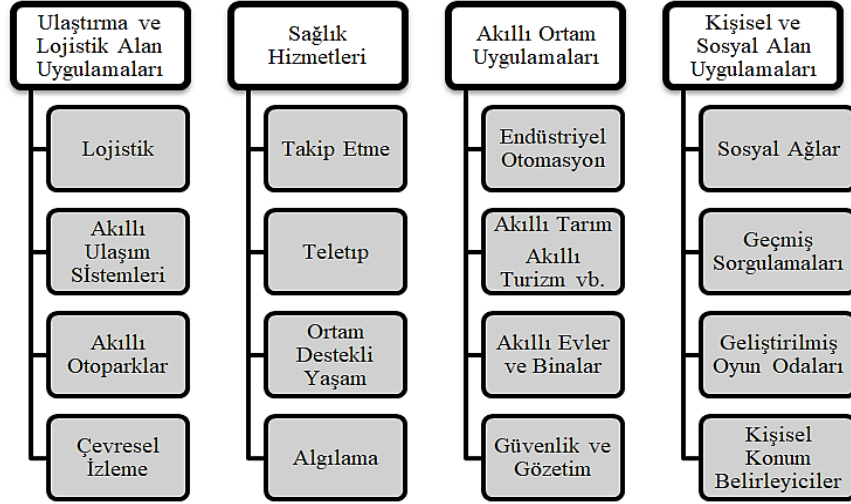 Ulaştırma ve
Lojistik Alan
Uygulamaları
Lojistik
Akıllı
Ulaşım
Sİstemleri
Akıllı
Otoparklar
Çevresel
İzleme
Sağlık
Hizmetleri
Takip Etme
Teletıp
Ortam
Destekli
Yaşam
Algılama
Akıllı Ortam
Uygulamaları
Endüstriyel
Otomasyon
Akıllı Tarım
Akıllı
Turizm vb.
Akıllı Evler
ve Binalar
Güvenlik ve
Gözetim
Kişisel ve
Sosyal Alan
Uygulamaları
Sosyal Ağlar
Geçmiş
Sorgulamaları
Geliştirilmiş
Oyun Odaları
Kişisel
Konum
Belirleyiciler